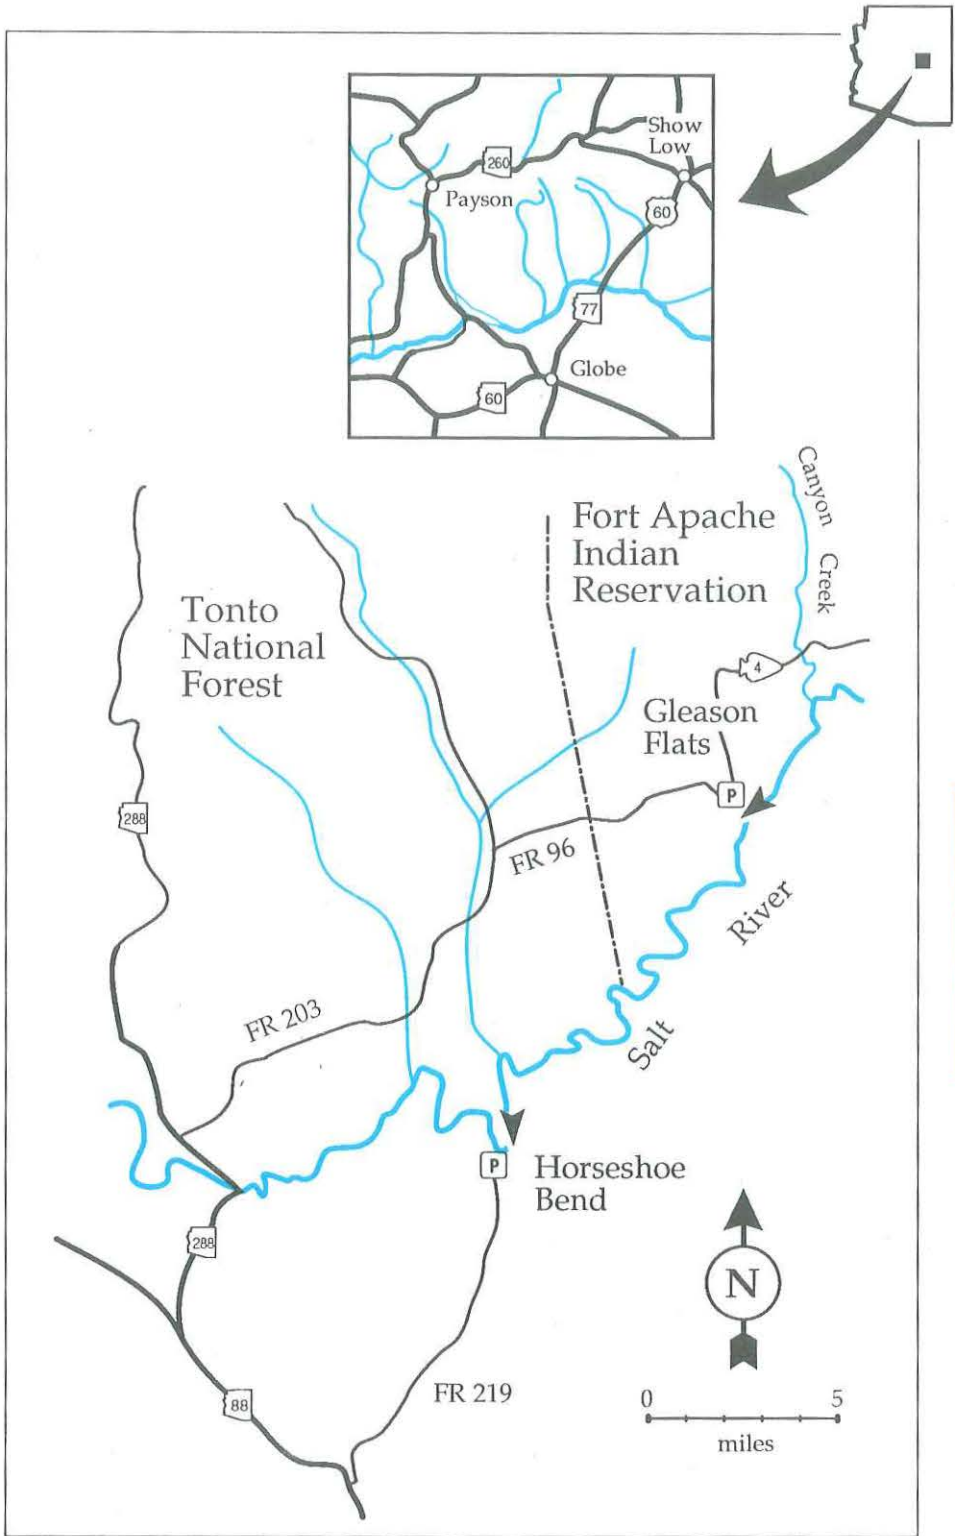 Show
Low
260
Payson
60
77
Globe
60
Canyon Creek
Fort Apache
Indian
Reservation
Tonto
National
Forest
4
Gleason
Flats
P
288
FR 96
River
FR 203
Salt
P
Horseshoe
Bend
288
N
FR 219
88
0 5
miles